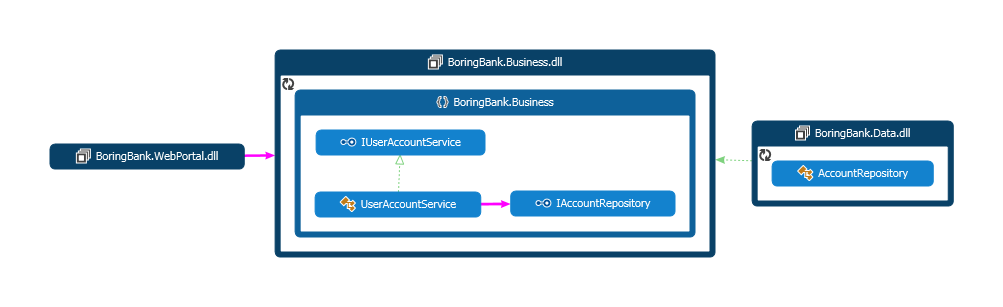 BoringBank.Business.dll
BoringBank.Business
IUserAccountService
UserAccountService
IAccountRepository
BoringBank.WebPortal.dll
BoringBank.Data.dll
AccountRepository